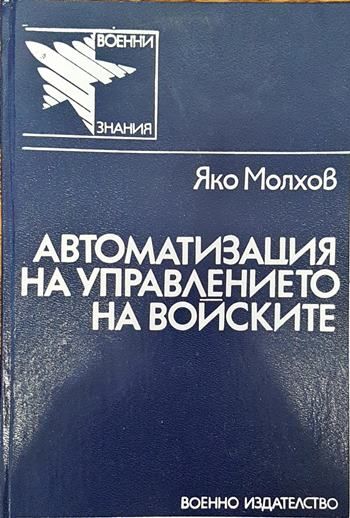 ВОЕННИ
ЗНАНИЯ
Яко Молхов
АВТОМАТИЗАЦИЯ
НА УПРАВЛЕНИЕТО
НА ВОЙСКИТЕ
ВОЕННО ИЗДАТЕЛСТВО